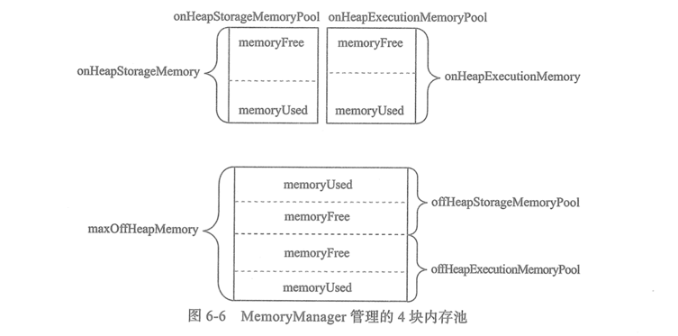 onHeapStorageMemoryPool onHeapExecutionMemoryPool
memoryFree memoryFree
onHeapStorageMemory onHeapExecutionMemory
memoryUsed memoryUsed
memoryUsed
offHeapStorageMemoryPool
memoryFree
maxOffHeapMemory
memoryFree
offHeapExecutionMemoryPool
memoryUsed
图 6-6 MemoryManager 管理的 4 块内存池